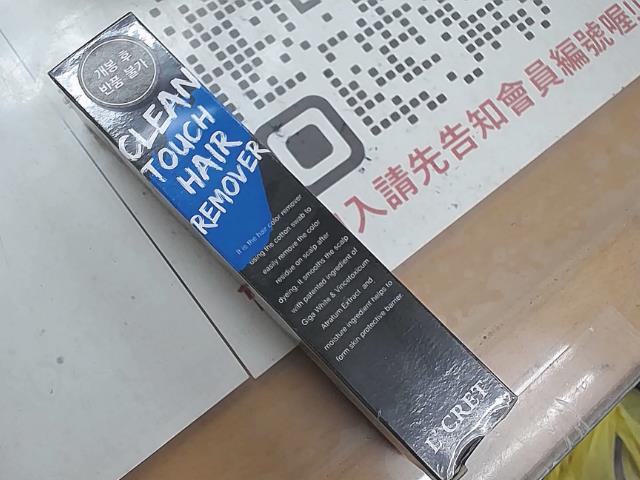 개봉 후
반품 불가
CLEAN
TOUCH
HAIR
REMOVER
It is the hair color remover
using the cotton swab to
easily remove the color
residue on scalp after
dyeing. It smooths the scalp
with patented ingredient of
Giga White & Vincetoxicum
Atratum Extract and
moisture ingredient helps to
form skin protective barrier.
L'CRET
入請先告知會員編號喔